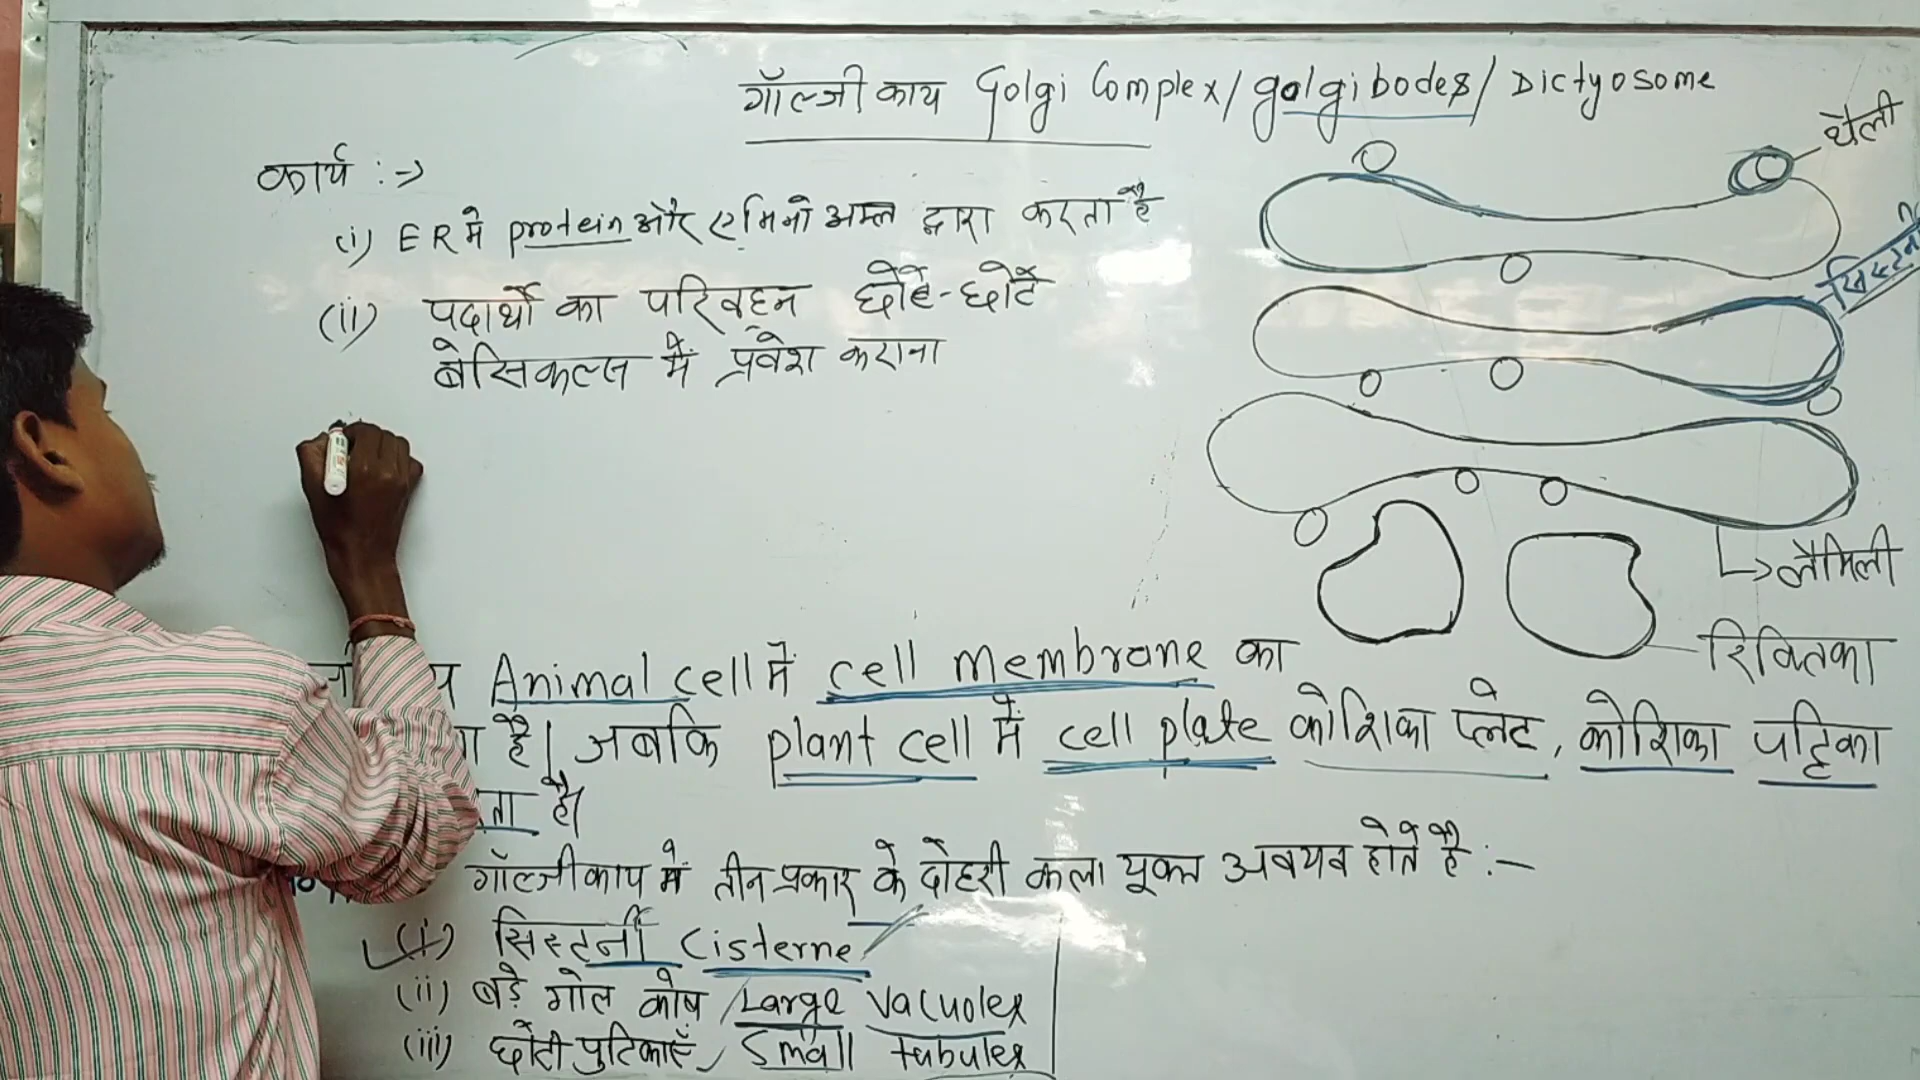 गॉल्जी काय Golgi Complex/golgibodes/Dictyosome
थैली
कार्य :->
(i) ER मे protein और एमिनो अम्ल द्वारा करता है
(ii) पदार्थो का परिवहन छोटे-छोटे
बेसिकल्स में प्रवेश कराना
लैमिली
रिक्तिका
Animal cell में cell membrane का
है। जबकि plant cell में cell plate कोशिका प्लेट, कोशिका पट्टिका
ता है।
गॉल्जीकाय में तीन प्रकार के दोहरी कला युक्त अवयव होते है :-
(i) सिस्टर्नी Cisterne
(ii) बड़े गोल कोष / Large Vacuoles
(iii) छोटी पुटिकाएँ / Small tubules